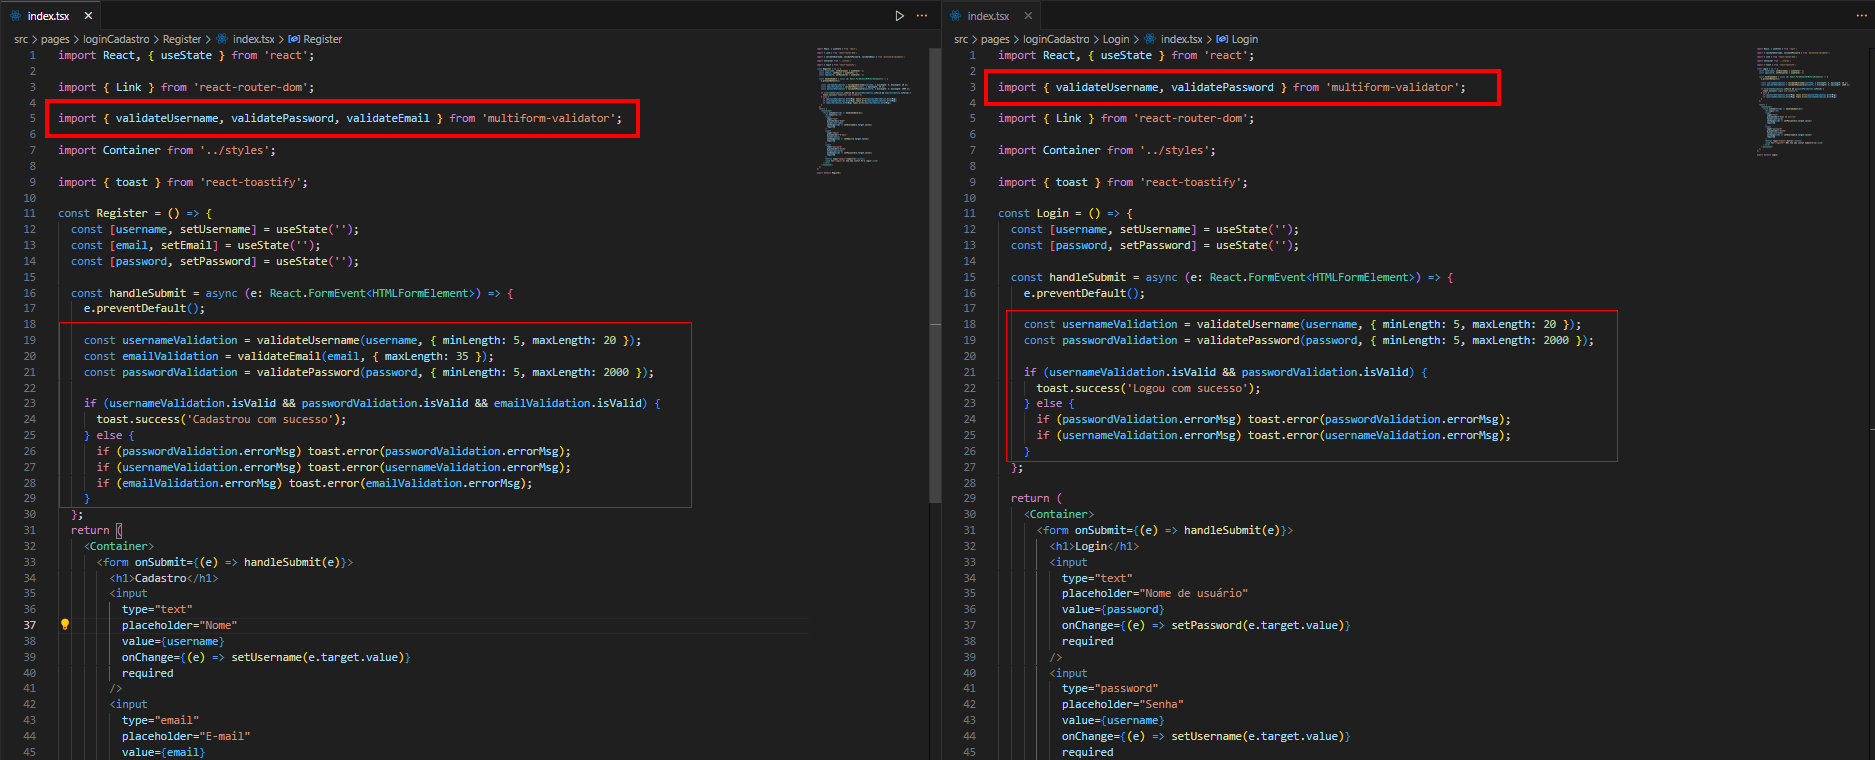 index.tsx
src > pages > loginCadastro > Register > index.tsx > Register
1 import React, { useState } from 'react';
2
3 import { Link } from 'react-router-dom';
4
5 import { validateUsername, validatePassword, validateEmail } from 'multiform-validator';
6
7 import Container from '../styles';
8
9 import { toast } from 'react-toastify';
10
11 const Register = () => {
12 const [username, setUsername] = useState('');
13 const [email, setEmail] = useState('');
14 const [password, setPassword] = useState('');
15
16 const handleSubmit = async (e: React.FormEvent<HTMLFormElement>) => {
17 e.preventDefault();
18
19 const usernameValidation = validateUsername(username, { minLength: 5, maxLength: 20 });
20 const emailValidation = validateEmail(email, { maxLength: 35 });
21 const passwordValidation = validatePassword(password, { minLength: 5, maxLength: 2000 });
22
23 if (usernameValidation.isValid && passwordValidation.isValid && emailValidation.isValid) {
24 toast.success('Cadastrou com sucesso');
25 } else {
26 if (passwordValidation.errorMsg) toast.error(passwordValidation.errorMsg);
27 if (usernameValidation.errorMsg) toast.error(usernameValidation.errorMsg);
28 if (emailValidation.errorMsg) toast.error(emailValidation.errorMsg);
29 }
30 };
31 return (
32 <Container>
33 <form onSubmit={(e) => handleSubmit(e)}>
34 <h1>Cadastro</h1>
35 <input
36 type="text"
37 placeholder="Nome"
38 value={username}
39 onChange={(e) => setUsername(e.target.value)}
40 required
41 />
42 <input
43 type="email"
44 placeholder="E-mail"
45 value={email}
index.tsx
src > pages > loginCadastro > Login > index.tsx > Login
1 import React, { useState } from 'react';
2
3 import { validateUsername, validatePassword } from 'multiform-validator';
4
5 import { Link } from 'react-router-dom';
6
7 import Container from '../styles';
8
9 import { toast } from 'react-toastify';
10
11 const Login = () => {
12 const [username, setUsername] = useState('');
13 const [password, setPassword] = useState('');
14
15 const handleSubmit = async (e: React.FormEvent<HTMLFormElement>) => {
16 e.preventDefault();
17
18 const usernameValidation = validateUsername(username, { minLength: 5, maxLength: 20 });
19 const passwordValidation = validatePassword(password, { minLength: 5, maxLength: 2000 });
20
21 if (usernameValidation.isValid && passwordValidation.isValid) {
22 toast.success('Logou com sucesso');
23 } else {
24 if (passwordValidation.errorMsg) toast.error(passwordValidation.errorMsg);
25 if (usernameValidation.errorMsg) toast.error(usernameValidation.errorMsg);
26 }
27 };
28
29 return (
30 <Container>
31 <form onSubmit={(e) => handleSubmit(e)}>
32 <h1>Login</h1>
33 <input
34 type="text"
35 placeholder="Nome de usuário"
36 value={password}
37 onChange={(e) => setPassword(e.target.value)}
38 required
39 />
40 <input
41 type="password"
42 placeholder="Senha"
43 value={username}
44 onChange={(e) => setUsername(e.target.value)}
45 required